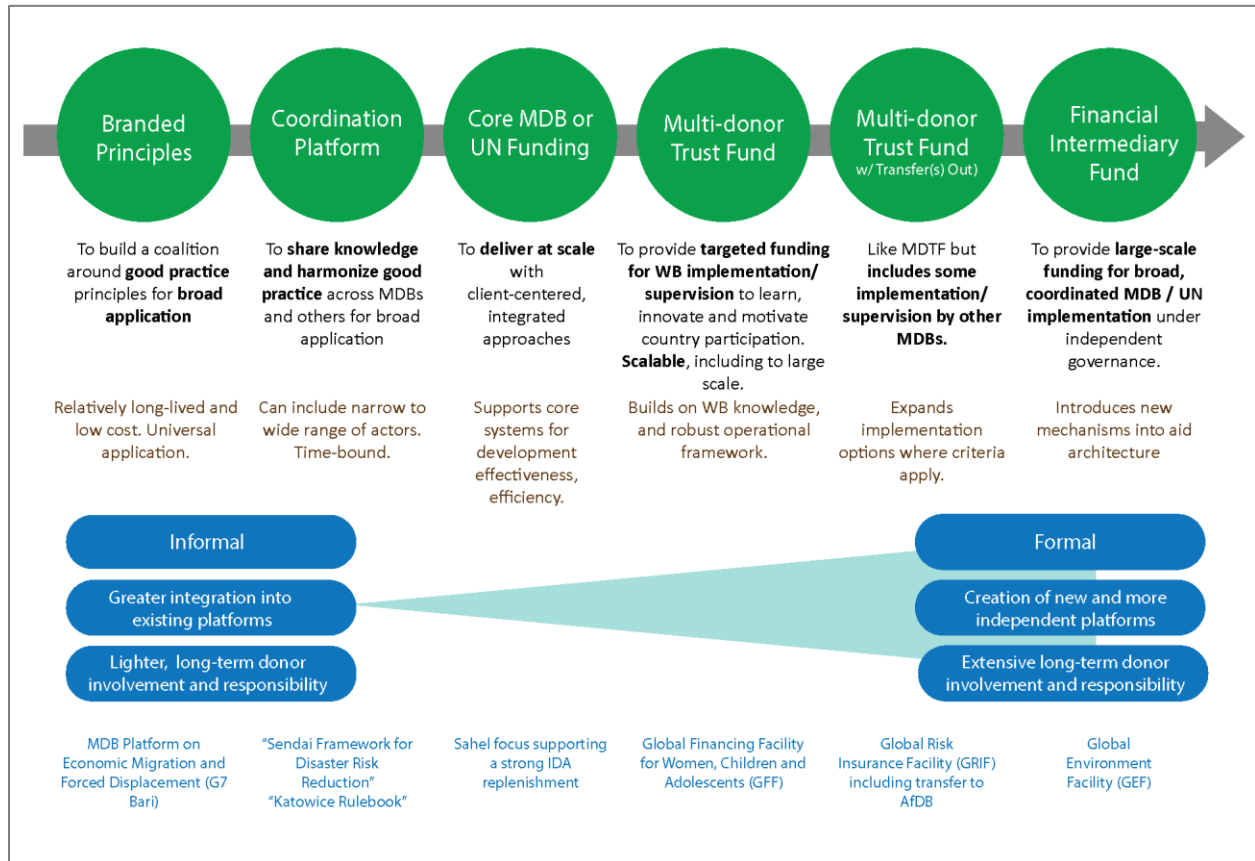 Branded
Principles
Coordination
Platform
Core MDB or
UN Funding
Multi-donor
Trust Fund
Multi-donor
Trust Fund
w/ Transfer(s) Out)
Financial
Intermediary
Fund
To build a coalition
around good practice
principles for broad
application
To share knowledge
and harmonize good
practice across MDBs
and others for broad
application
To deliver at scale
with
client-centered,
integrated
approaches
To provide targeted funding
for WB implementation/
supervision to learn,
innovate and motivate
country participation.
Scalable, including to large
scale.
Like MDTF but
includes some
implementation/
supervision by other
MDBs.
To provide large-scale
funding for broad,
coordinated MDB / UN
implementation under
independent
governance.
Relatively long-lived and
low cost. Universal
application.
Can include narrow to
wide range of actors.
Time-bound.
Supports core
systems for
development
effectiveness,
efficiency.
Builds on WB knowledge,
and robust operational
framework.
Expands
implementation
options where criteria
apply.
Introduces new
mechanisms into aid
architecture
Informal
Formal
Greater integration into
existing platforms
Creation of new and more
independent platforms
Lighter, long-term donor
involvement and responsibility
Extensive long-term donor
involvement and responsibility
MDB Platform on
Economic Migration and
Forced Displacement (G7
Bari)
"Sendai Framework for
Disaster Risk
Reduction"
"Katowice Rulebook"
Sahel focus supporting
a strong IDA
replenishment
Global Financing Facility
for Women, Children and
Adolescents (GFF)
Global Risk
Insurance Facility (GRIF)
including transfer to
AfDB
Global
Environment
Facility (GEF)